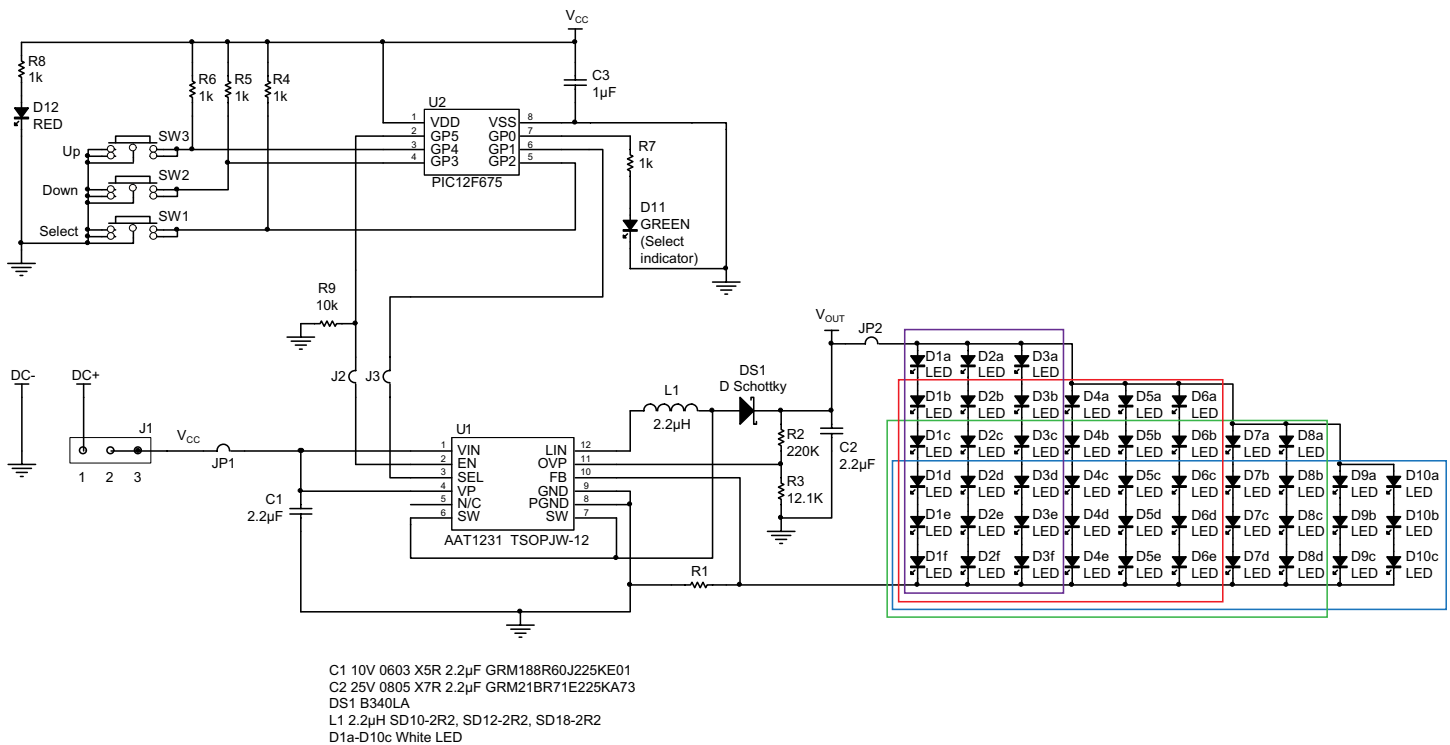 VCC
R8
1k
D12
RED
R6
1k
R5
1k
R4
1k
C3
1µF
U2
1 VDD VSS 8
2 GP5 GP0 7
3 GP4 GP1 6
4 GP3 GP2 5
PIC12F675
Up
SW3
Down
SW2
Select
SW1
R7
1k
D11
GREEN
(Select
indicator)
R9
10k
J2
J3
DC-
DC+
J1
1 2 3
VCC
JP1
C1
2.2µF
U1
1 VIN LIN 12
2 EN OVP 11
3 SEL FB 10
4 VP GND 9
5 N/C PGND 8
6 SW SW 7
AAT1231 TSOPJW-12
L1
2.2µH
DS1
D Schottky
R2
220K
R3
12.1K
C2
2.2µF
R1
VOUT
JP2
D1a D2a D3a
LED LED LED
D1b D2b D3b D4a D5a D6a
LED LED LED LED LED LED
D1c D2c D3c D4b D5b D6b D7a D8a
LED LED LED LED LED LED LED LED
D1d D2d D3d D4c D5c D6c D7b D8b D9a D10a
LED LED LED LED LED LED LED LED LED LED
D1e D2e D3e D4d D5d D6d D7c D8c D9b D10b
LED LED LED LED LED LED LED LED LED LED
D1f D2f D3f D4e D5e D6e D7d D8d D9c D10c
LED LED LED LED LED LED LED LED LED LED
C1 10V 0603 X5R 2.2µF GRM188R60J225KE01
C2 25V 0805 X7R 2.2µF GRM21BR71E225KA73
DS1 B340LA
L1 2.2µH SD10-2R2, SD12-2R2, SD18-2R2
D1a-D10c White LED